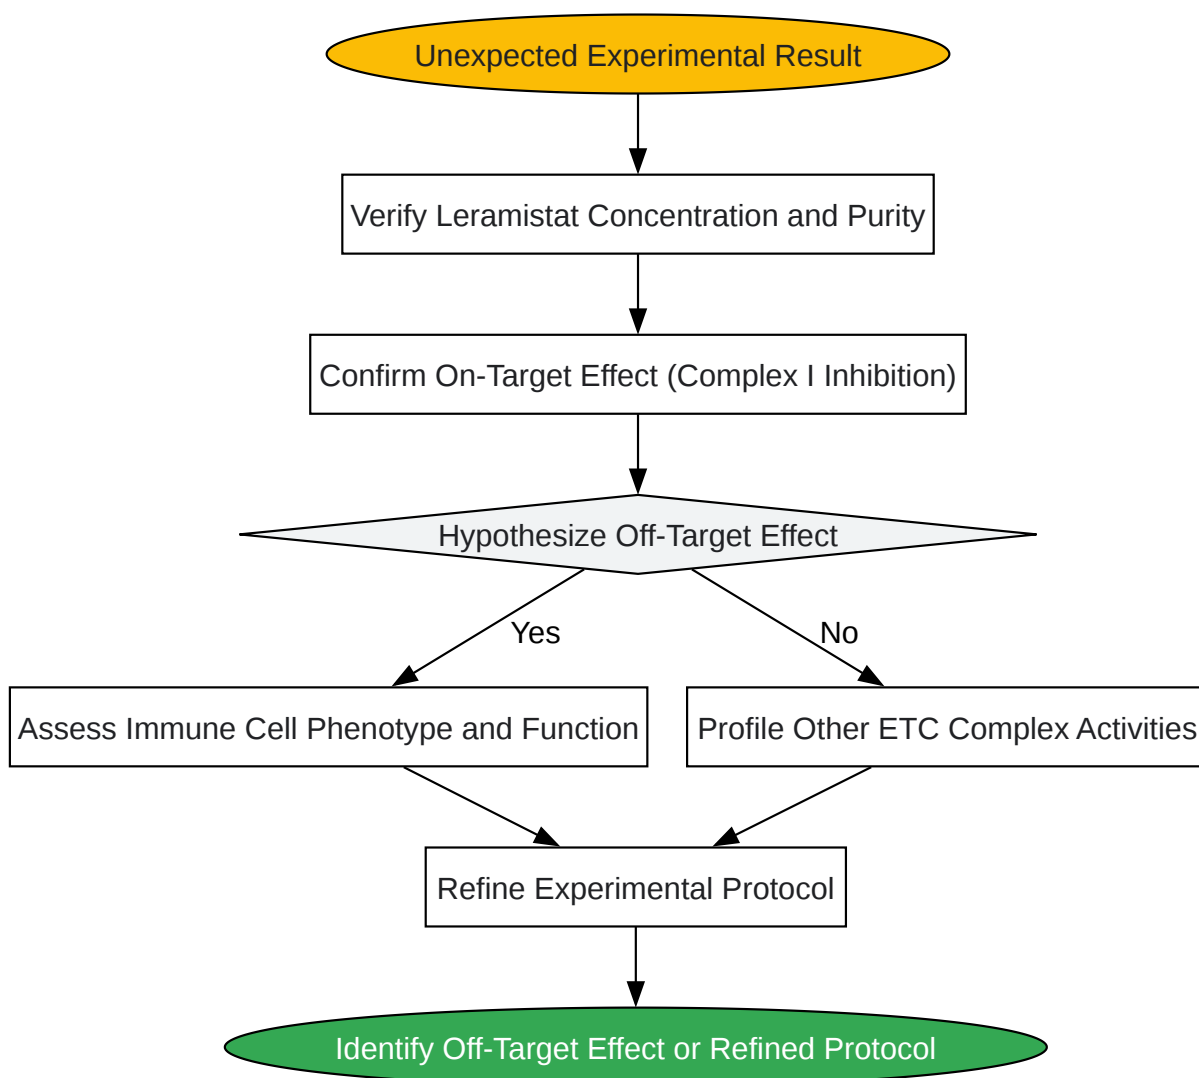 Unexpected Experimental Result
Verify Leramistat Concentration and Purity
Confirm On-Target Effect (Complex I Inhibition)
Hypothesize Off-Target Effect
Yes
No
Assess Immune Cell Phenotype and Function
Profile Other ETC Complex Activities
Refine Experimental Protocol
Identify Off-Target Effect or Refined Protocol